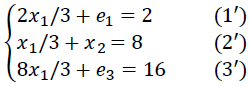 2x₁/3 + e₁ = 2 (1′)
x₁/3 + x₂ = 8 (2′)
8x₁/3 + e₃ = 16 (3′)